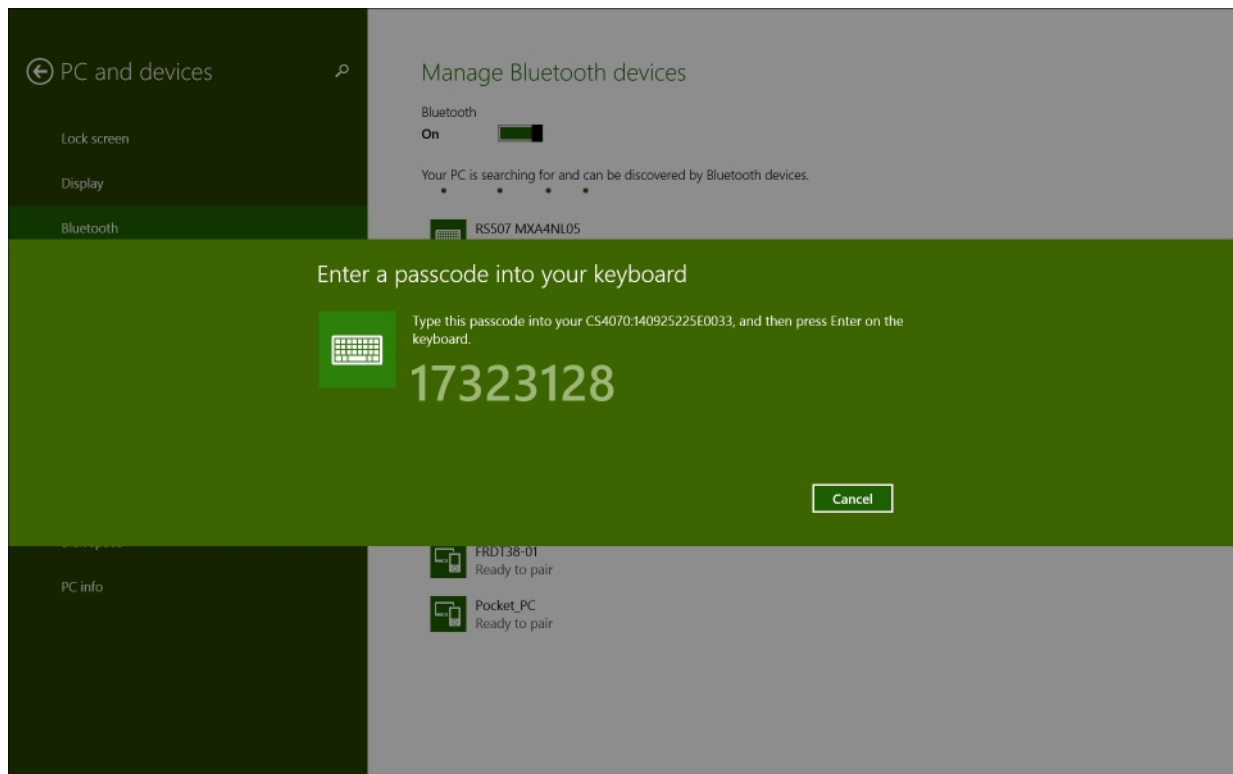 PC and devices
Lock screen
Display
Bluetooth
PC info
Manage Bluetooth devices
Bluetooth
On
Your PC is searching for and can be discovered by Bluetooth devices.
RS507 MXA4NL05
Enter a passcode into your keyboard
Type this passcode into your CS4070:140925225E0033, and then press Enter on the
keyboard.
17323128
Cancel
FRDT38-01
Ready to pair
Pocket_PC
Ready to pair